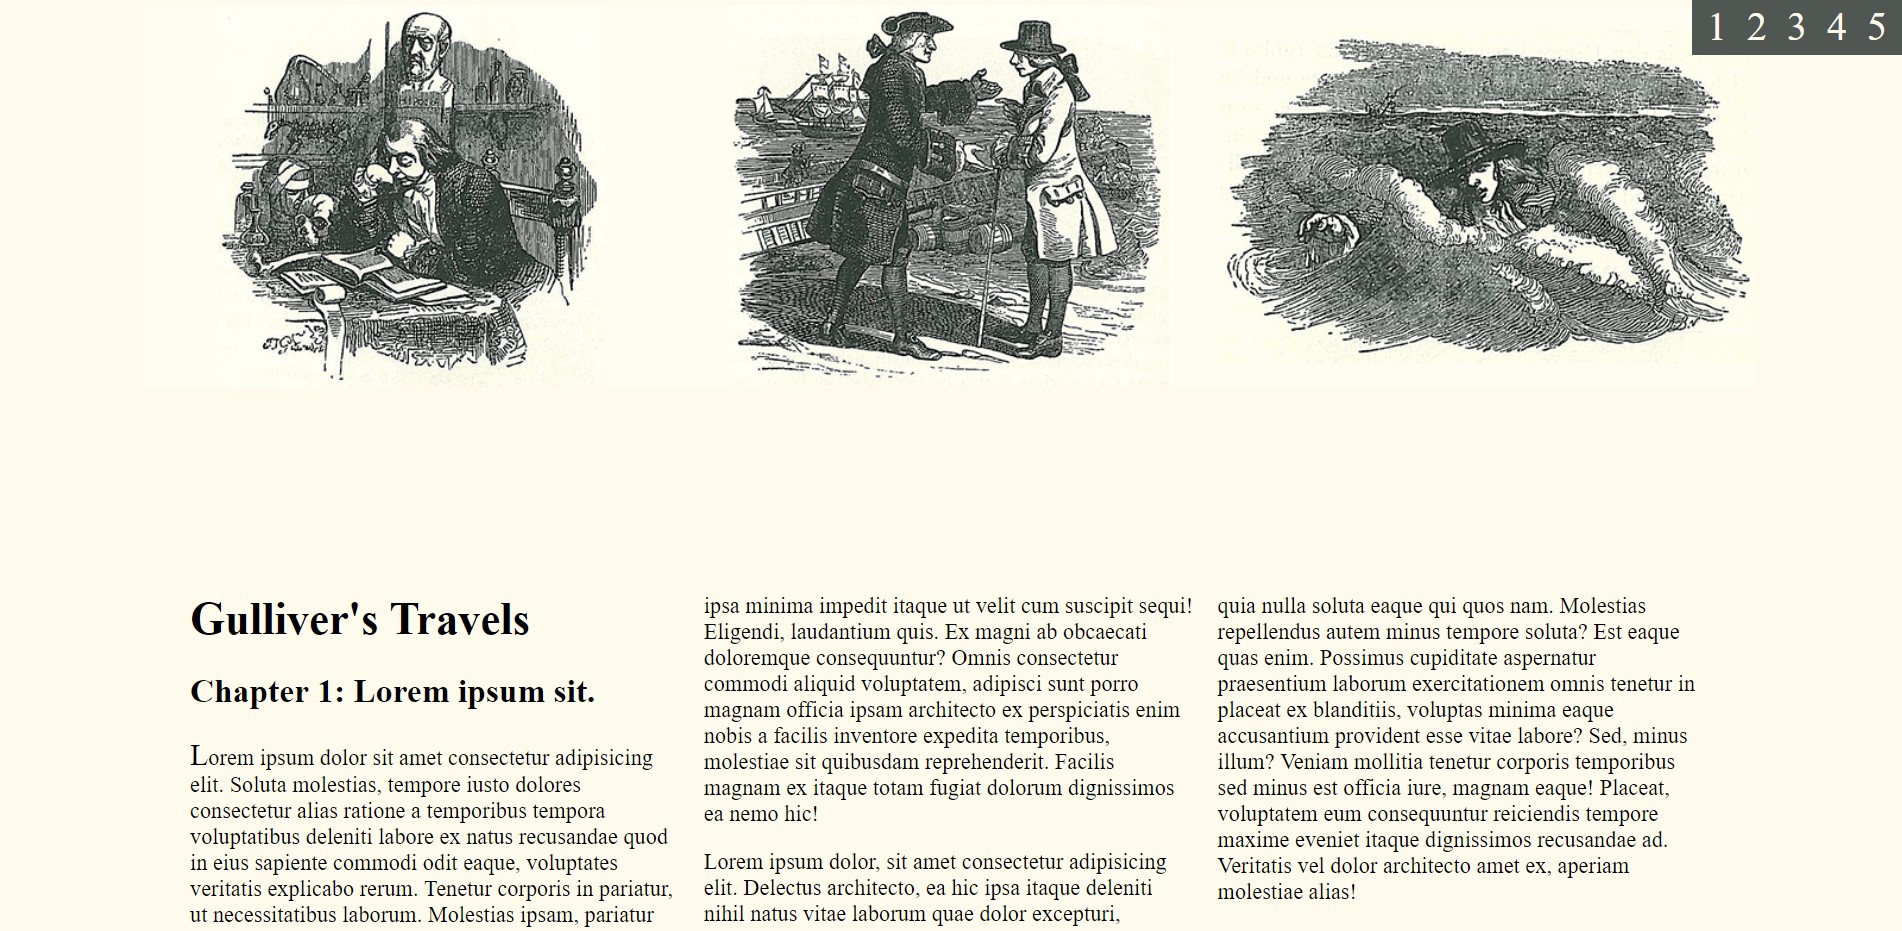 1 2 3 4 5
Gulliver's Travels
Chapter 1: Lorem ipsum sit.
Lorem ipsum dolor sit amet consectetur adipisicing
elit. Soluta molestias, tempore iusto dolores
consectetur alias ratione a temporibus tempora
voluptatibus deleniti labore ex natus recusandae quod
in eius sapiente commodi odit eaque, voluptates
veritatis explicabo rerum. Tenetur corporis in pariatur,
ut necessitatibus laborum. Molestias ipsam, pariatur
ipsa minima impedit itaque ut velit cum suscipit sequi!
Eligendi, laudantium quis. Ex magni ab obcaecati
doloremque consequuntur? Omnis consectetur
commodi aliquid voluptatem, adipisci sunt porro
magnam officia ipsam architecto ex perspiciatis enim
nobis a facilis inventore expedita temporibus,
molestiae sit quibusdam reprehenderit. Facilis
magnam ex itaque totam fugiat dolorum dignissimos
ea nemo hic!
Lorem ipsum dolor, sit amet consectetur adipisicing
elit. Delectus architecto, ea hic ipsa itaque deleniti
nihil natus vitae laborum quae dolor excepturi,
quia nulla soluta eaque qui quos nam. Molestias
repellendus autem minus tempore soluta? Est eaque
quas enim. Possimus cupiditate aspernatur
praesentium laborum exercitationem omnis tenetur in
placeat ex blanditiis, voluptas minima eaque
accusantium provident esse vitae labore? Sed, minus
illum? Veniam mollitia tenetur corporis temporibus
sed minus est officia iure, magnam eaque! Placeat,
voluptatem eum consequuntur reiciendis tempore
maxime eveniet itaque dignissimos recusandae ad.
Veritatis vel dolor architecto amet ex, aperiam
molestiae alias!